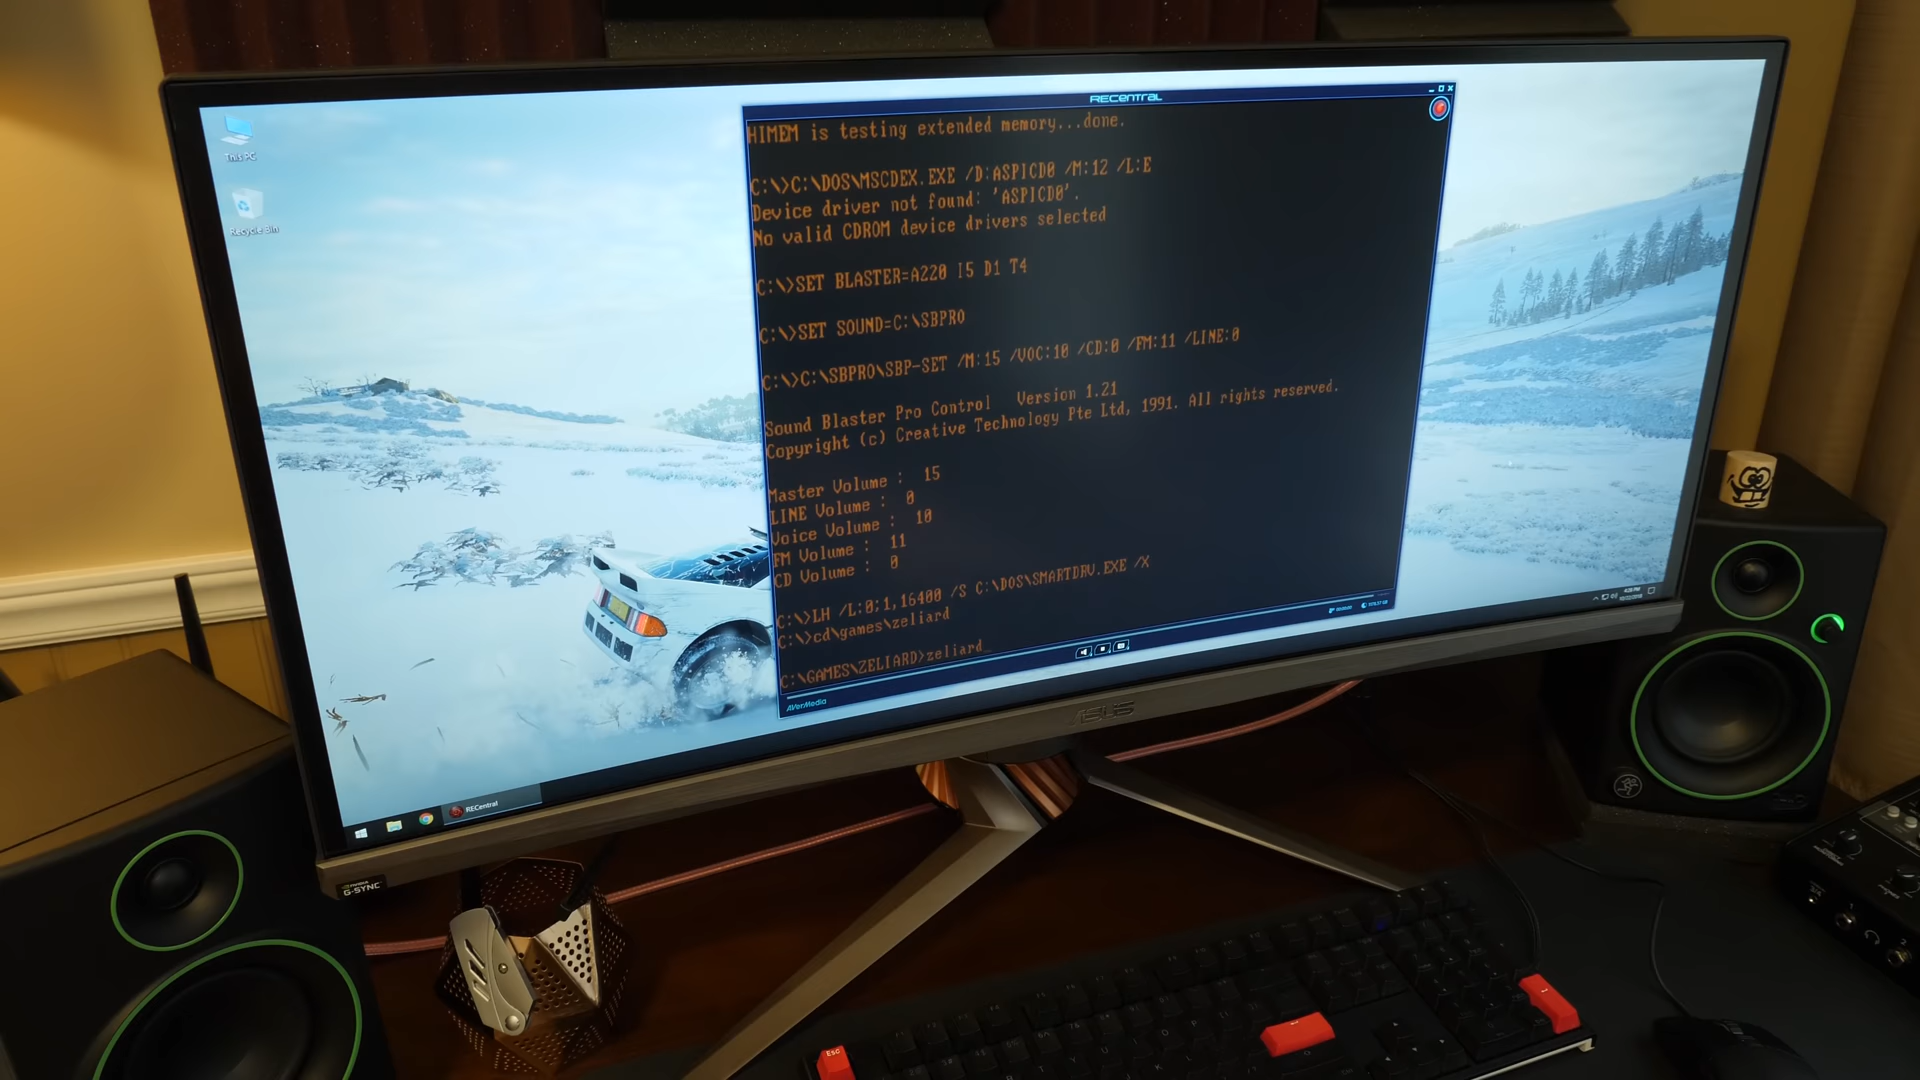 This PC
Recycle Bin
RECentral
HIMEM is testing extended memory...done.
C:\>C:\DOS\MSCDEX.EXE /D:ASPICD0 /M:12 /L:E
Device driver not found: 'ASPICD0'.
No valid CDROM device drivers selected
C:\>SET BLASTER=A220 I5 D1 T4
C:\>SET SOUND=C:\SBPRO
C:\>C:\SBPRO\SBP-SET /M:15 /VOC:10 /CD:0 /FM:11 /LINE:0
Sound Blaster Pro Control   Version 1.21
Copyright (c) Creative Technology Pte Ltd, 1991. All rights reserved.
Master Volume :  15
LINE Volume :  0
Voice Volume :  10
FM Volume :  11
CD Volume :  0
C:\>LH /L:0;1,16400 /S C:\DOS\SMARTDRV.EXE /X
C:\>cd\games\zeliard
C:\GAMES\ZELIARD>zeliard_
AVerMedia
RECentral
ASUS
NVIDIA
G-SYNC
Esc